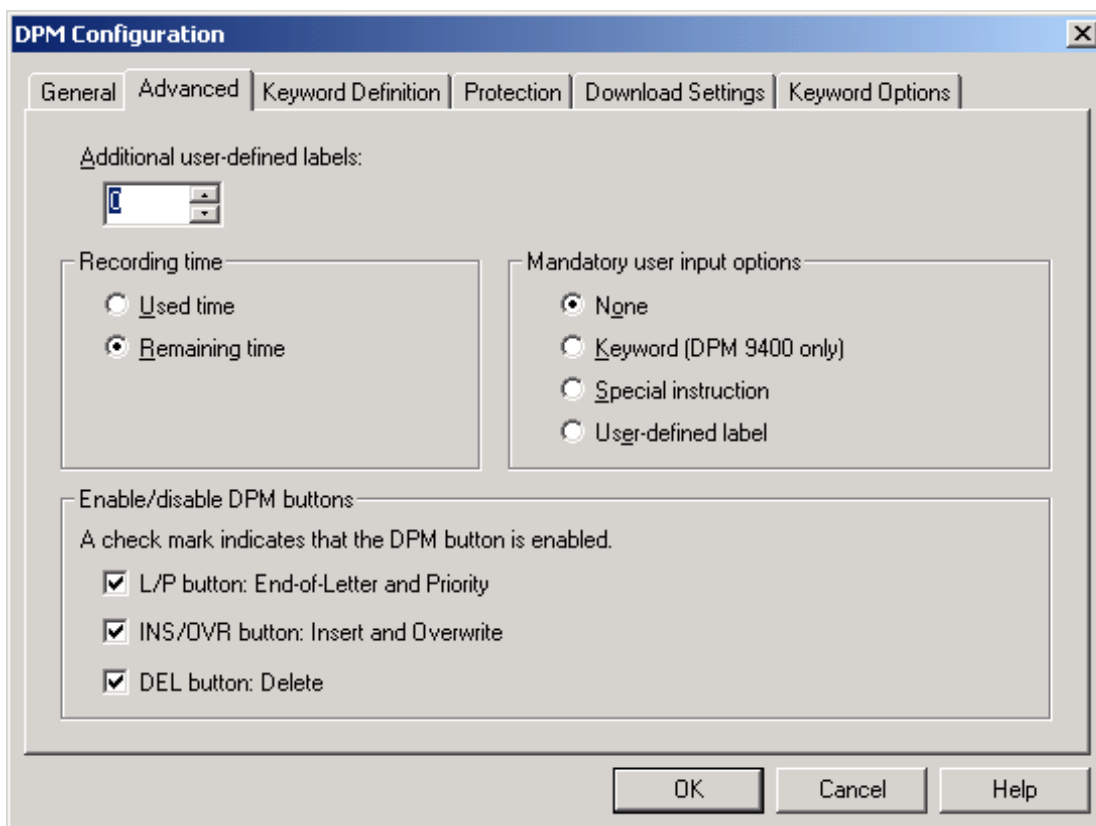 DPM Configuration
General Advanced Keyword Definition Protection Download Settings Keyword Options
Additional user-defined labels:
0
Recording time
Used time
Remaining time
Mandatory user input options
None
Keyword (DPM 9400 only)
Special instruction
User-defined label
Enable/disable DPM buttons
A check mark indicates that the DPM button is enabled.
L/P button: End-of-Letter and Priority
INS/OVR button: Insert and Overwrite
DEL button: Delete
OK Cancel Help